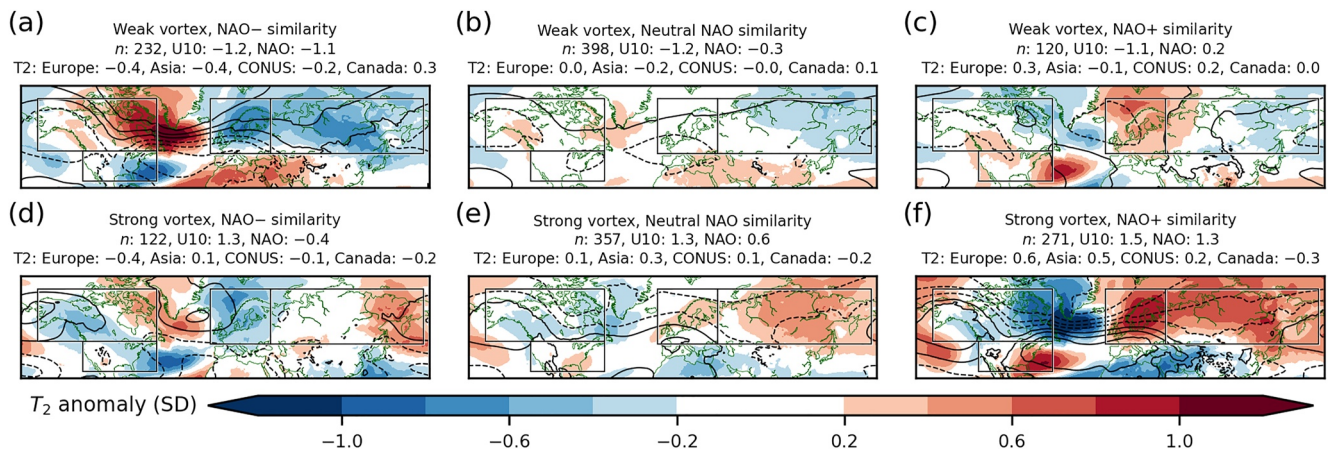 (a)
Weak vortex, NAO− similarity
n: 232, U10: −1.2, NAO: −1.1
T2: Europe: −0.4, Asia: −0.4, CONUS: −0.2, Canada: 0.3
(b)
Weak vortex, Neutral NAO similarity
n: 398, U10: −1.2, NAO: −0.3
T2: Europe: 0.0, Asia: −0.2, CONUS: −0.0, Canada: 0.1
(c)
Weak vortex, NAO+ similarity
n: 120, U10: −1.1, NAO: 0.2
T2: Europe: 0.3, Asia: −0.1, CONUS: 0.2, Canada: 0.0
(d)
Strong vortex, NAO− similarity
n: 122, U10: 1.3, NAO: −0.4
T2: Europe: −0.4, Asia: 0.1, CONUS: −0.1, Canada: −0.2
(e)
Strong vortex, Neutral NAO similarity
n: 357, U10: 1.3, NAO: 0.6
T2: Europe: 0.1, Asia: 0.3, CONUS: 0.1, Canada: −0.2
(f)
Strong vortex, NAO+ similarity
n: 271, U10: 1.5, NAO: 1.3
T2: Europe: 0.6, Asia: 0.5, CONUS: 0.2, Canada: −0.3
T2 anomaly (SD)
−1.0 −0.6 −0.2 0.2 0.6 1.0